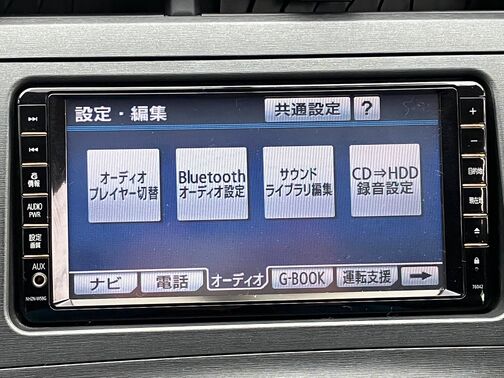 設定・編集
共通設定
?
オーディオ
プレイヤー切替
Bluetooth
オーディオ設定
サウンド
ライブラリ編集
CD⇒HDD
録音設定
ナビ
電話
オーディオ
G-BOOK
運転支援
→
情報
AUDIO
PWR
設定
画質
AUX
NHZN-W58G
+
−
目的地
現在地
76042